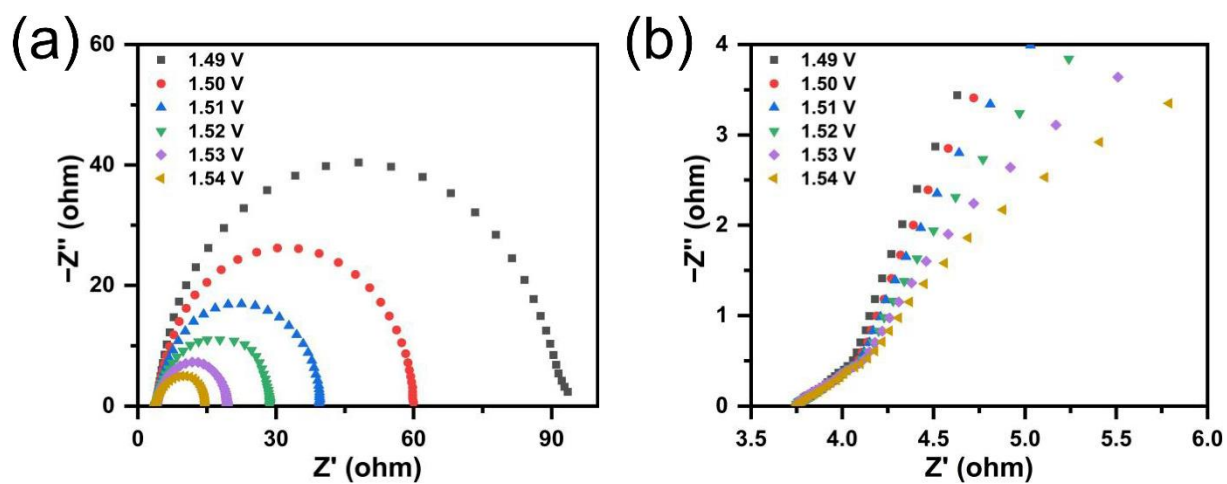 (a)
60
40
20
0
−Z" (ohm)
1.49 V
1.50 V
1.51 V
1.52 V
1.53 V
1.54 V
0 30 60 90
Z' (ohm)
(b)
4
3
2
1
0
−Z" (ohm)
1.49 V
1.50 V
1.51 V
1.52 V
1.53 V
1.54 V
3.5 4.0 4.5 5.0 5.5 6.0
Z' (ohm)